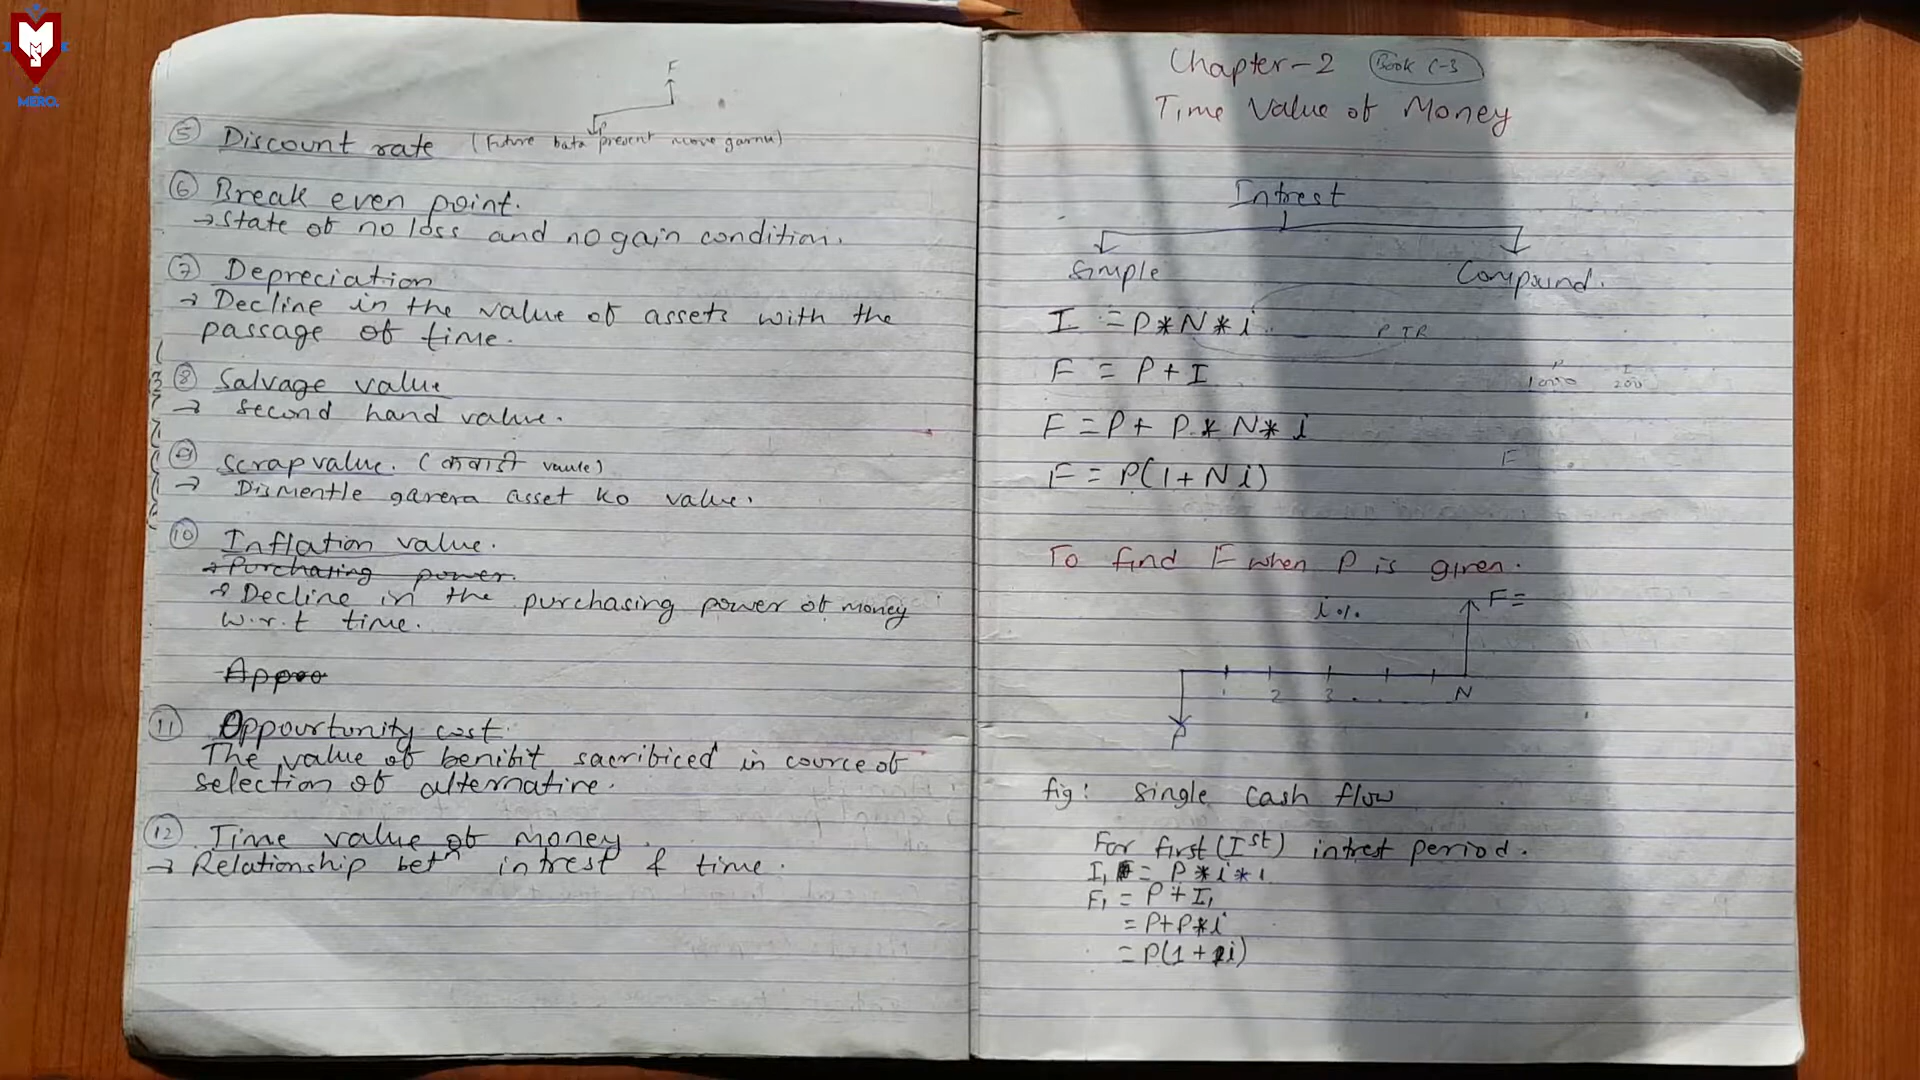 MERO.
F
P
⑤ Discount rate (Future bata present move garnu)
⑥ Break even point.
→ State of no loss and no gain condition.
⑦ Depreciation
→ Decline in the value of assets with the
passage of time.
⑧ Salvage value
→ second hand value.
⑨ Scrap value. (कवाडी vaule)
→ Dismentle garera asset ko value.
⑩ Inflation value.
→ Purchasing power.
→ Decline in the purchasing power of money
w.r.t time.
Appoo
⑪ Oppourtunity cost.
The value of benifit sacrificed in cource of
selection of alternative.
⑫ Time value of money.
→ Relationship betⁿ intrest & time.
Chapter-2 Book C-3
Time Value of Money
Intrest
Simple Compound.
I = P*N*i
PTR
F = P+I
P I
1000 200
F = P+ P*N*i
F = P(1+Ni)
F
To find F when P is given.
i% F=
1 2 3 . . . . . . N
P
fig: single cash flow
For first (Iˢᵗ) intrest period.
I₁ = P*i*1
F₁ = P+I₁
= P+P*i
= P(1+i)